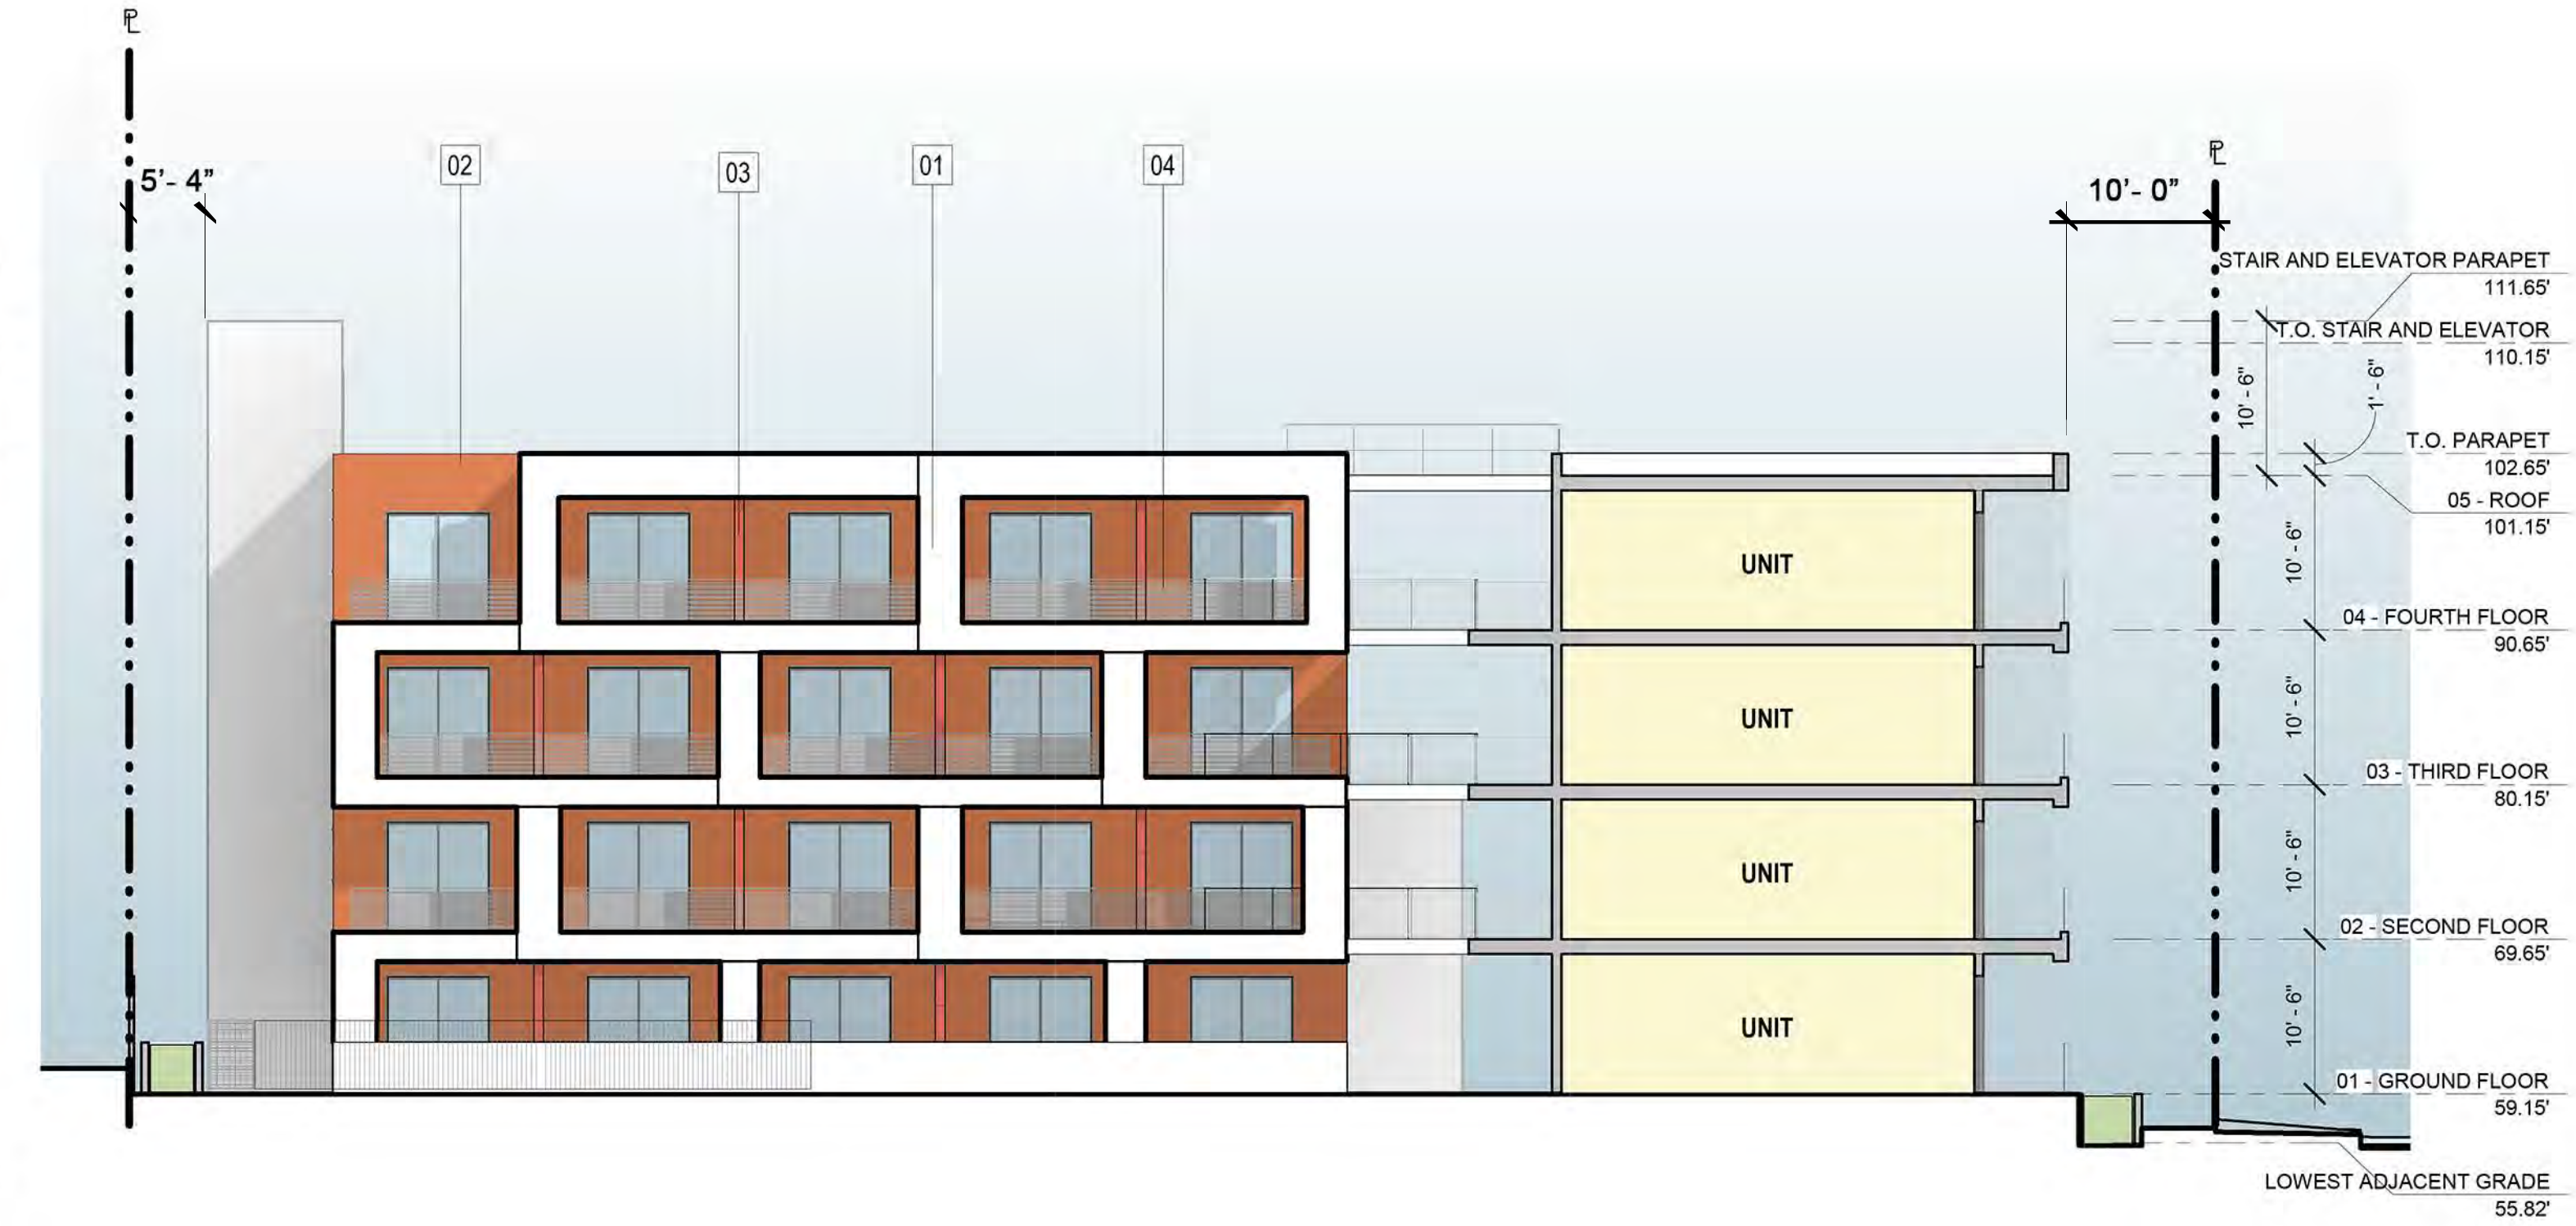 ℄
5'- 4"
02
03
01
04
℄
10'- 0"
STAIR AND ELEVATOR PARAPET
111.65'
T.O. STAIR AND ELEVATOR
110.15'
10' - 6"
1' - 6"
T.O. PARAPET
102.65'
05 - ROOF
101.15'
10' - 6"
UNIT
04 - FOURTH FLOOR
90.65'
10' - 6"
UNIT
03 - THIRD FLOOR
80.15'
10' - 6"
UNIT
02 - SECOND FLOOR
69.65'
10' - 6"
UNIT
01 - GROUND FLOOR
59.15'
LOWEST ADJACENT GRADE
55.82'